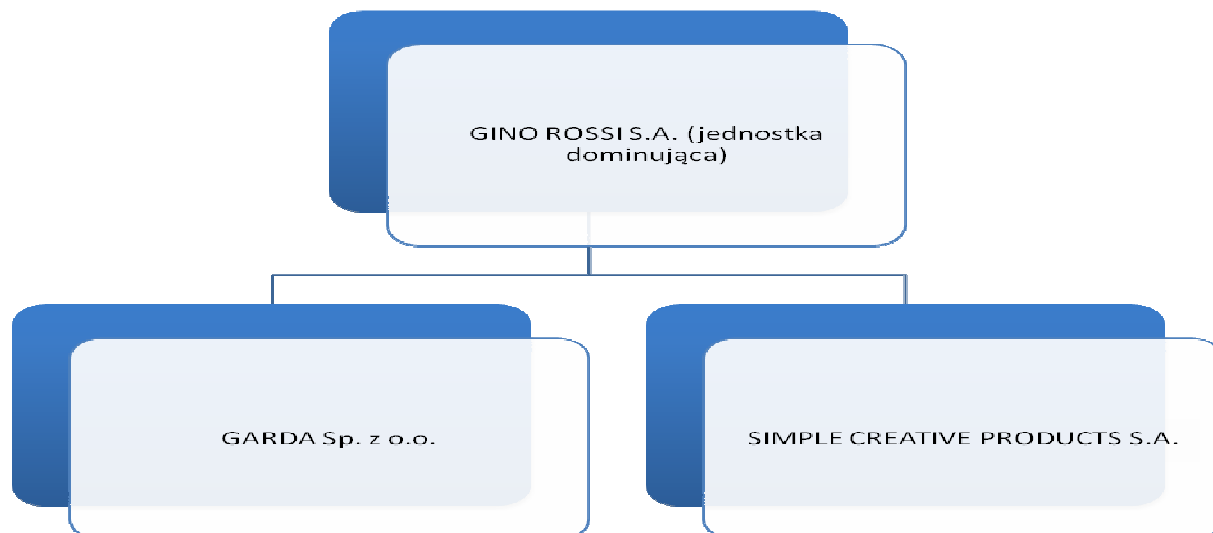 GINO ROSSI S.A. (jednostka
dominująca)
GARDA Sp. z o.o.
SIMPLE CREATIVE PRODUCTS S.A.